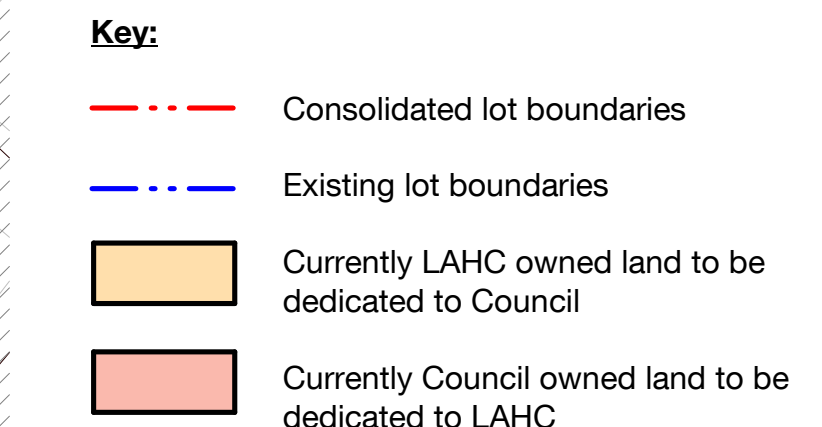 Key:
Consolidated lot boundaries
Existing lot boundaries
Currently LAHC owned land to be
dedicated to Council
Currently Council owned land to be
dedicated to LAHC